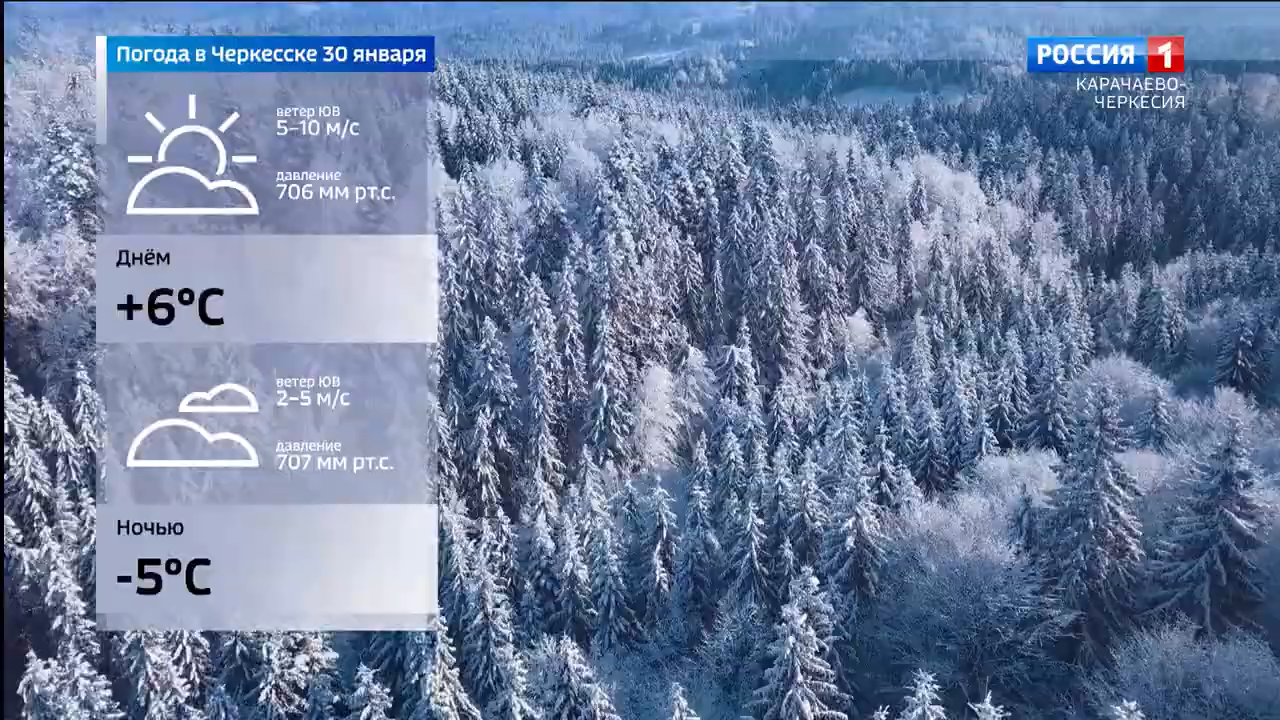 Погода в Черкесске 30 января
РОССИЯ 1
КАРАЧАЕВО-
ЧЕРКЕСИЯ
ветер ЮВ
5–10 м/с
давление
706 мм рт.с.
Днём
+6°C
ветер ЮВ
2–5 м/с
давление
707 мм рт.с.
Ночью
-5°C